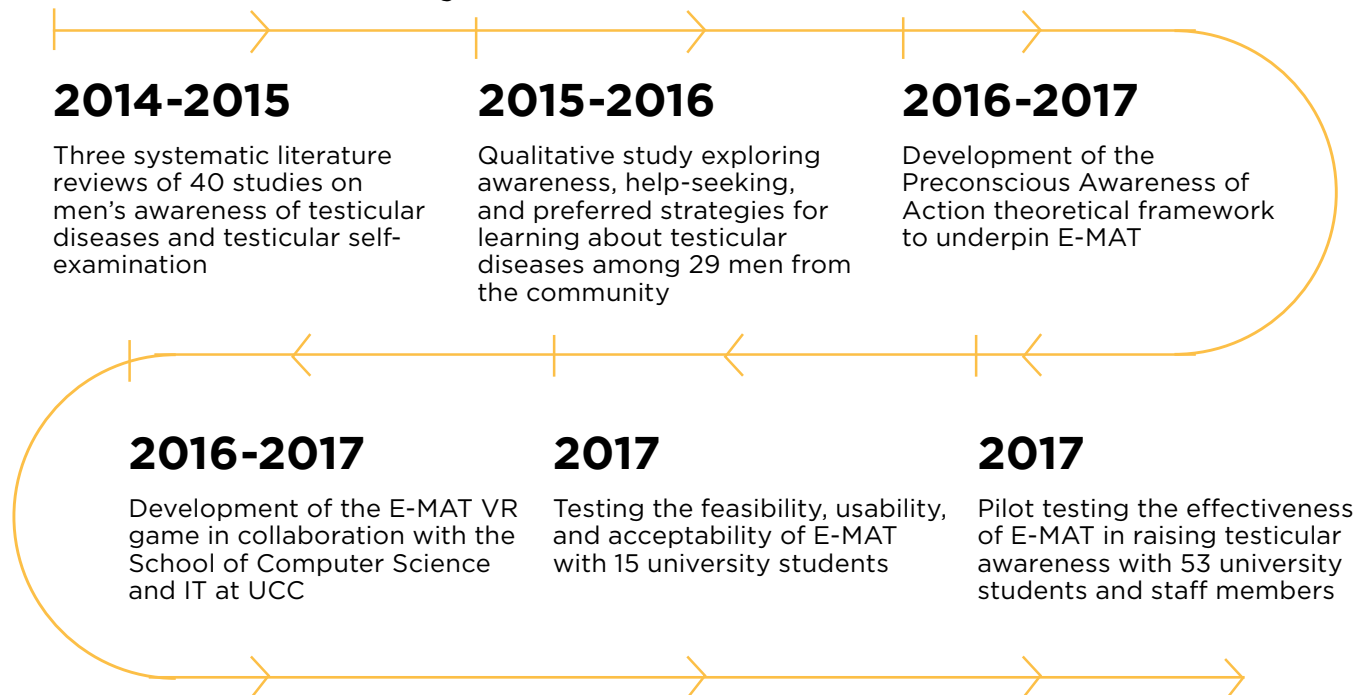 2014-2015
Three systematic literature
reviews of 40 studies on
men's awareness of testicular
diseases and testicular self-
examination
2015-2016
Qualitative study exploring
awareness, help-seeking,
and preferred strategies for
learning about testicular
diseases among 29 men from
the community
2016-2017
Development of the
Preconscious Awareness of
Action theoretical framework
to underpin E-MAT
2016-2017
Development of the E-MAT VR
game in collaboration with the
School of Computer Science
and IT at UCC
2017
Testing the feasibility, usability,
and acceptability of E-MAT
with 15 university students
2017
Pilot testing the effectiveness
of E-MAT in raising testicular
awareness with 53 university
students and staff members